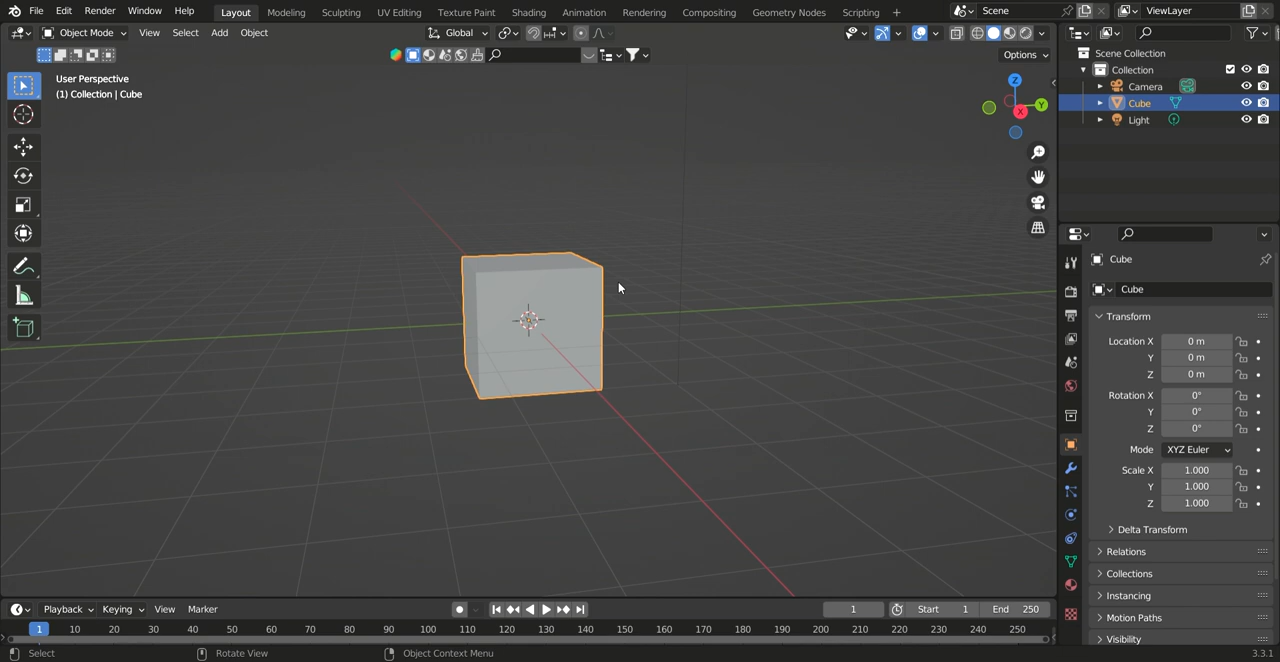 File Edit Render Window Help Layout Modeling Sculpting UV Editing Texture Paint Shading Animation Rendering Compositing Geometry Nodes Scripting + Scene ViewLayer
Object Mode View Select Add Object Global
Options
User Perspective
(1) Collection | Cube
Z
Y
X
Scene Collection
Collection
Camera
Cube
Light
Cube
Cube
Transform
Location X 0 m
Y 0 m
Z 0 m
Rotation X 0°
Y 0°
Z 0°
Mode XYZ Euler
Scale X 1.000
Y 1.000
Z 1.000
Delta Transform
Relations
Collections
Instancing
Motion Paths
Visibility
Playback Keying View Marker 1 Start 1 End 250
1 10 20 30 40 50 60 70 80 90 100 110 120 130 140 150 160 170 180 190 200 210 220 230 240 250
Select Rotate View Object Context Menu 3.3.1